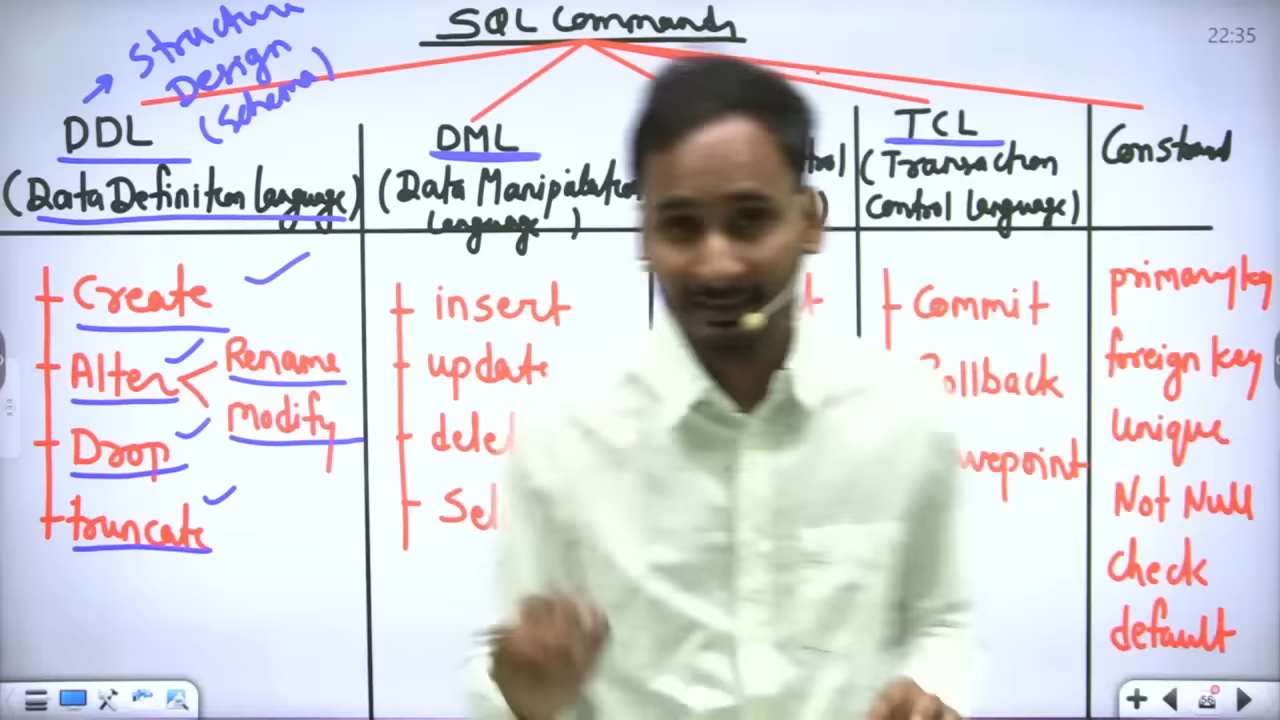 SQL Commands
22:35
→ Structure
Design
(Schema)
DDL
(Data Definition language)
DML
(Data Manipulation
language)
TCL
(Transaction
Control language)
Create
Alter
Rename
Modify
Drop
truncate
insert
update
Commit
primary key
foreign key
unique
Not Null
check
default